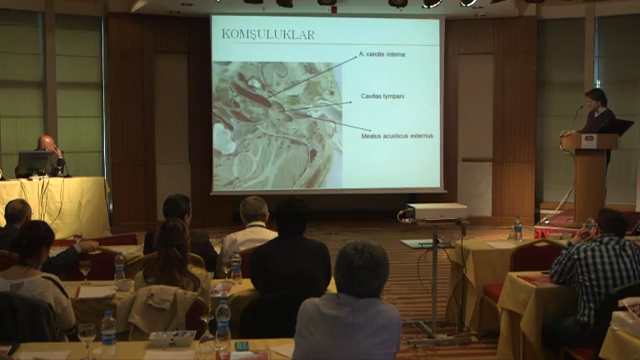 KOMŞULUKLAR
A. carotis interna
Cavitas tympani
Meatus acusticus externus